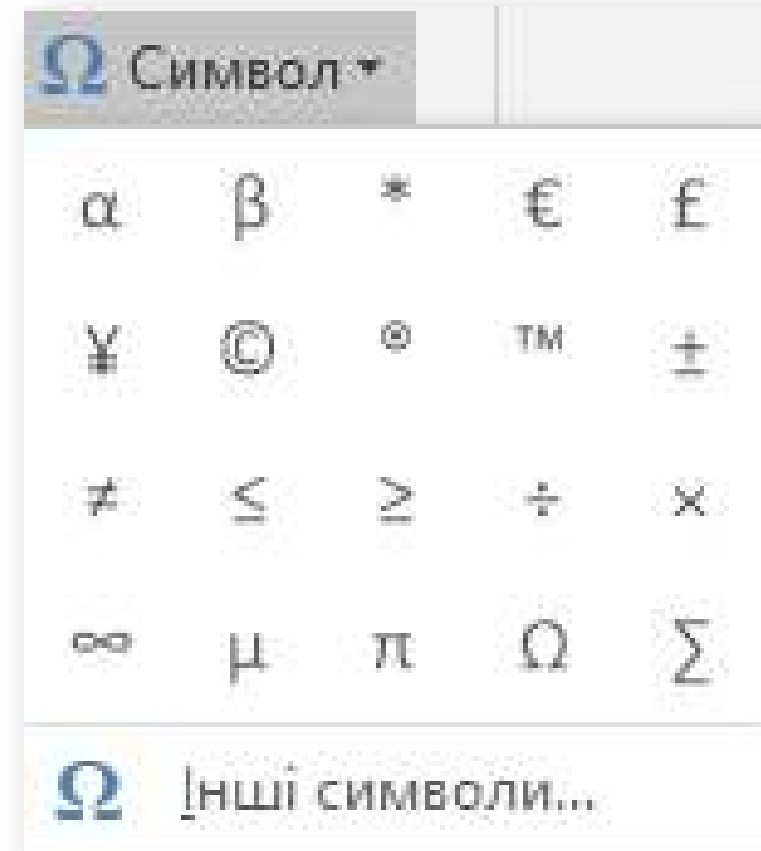 Ω Символ
α β * € £
¥ © ® ™ ±
≠ ≤ ≥ ÷ ×
∞ µ π Ω ∑
Ω Інші символи...